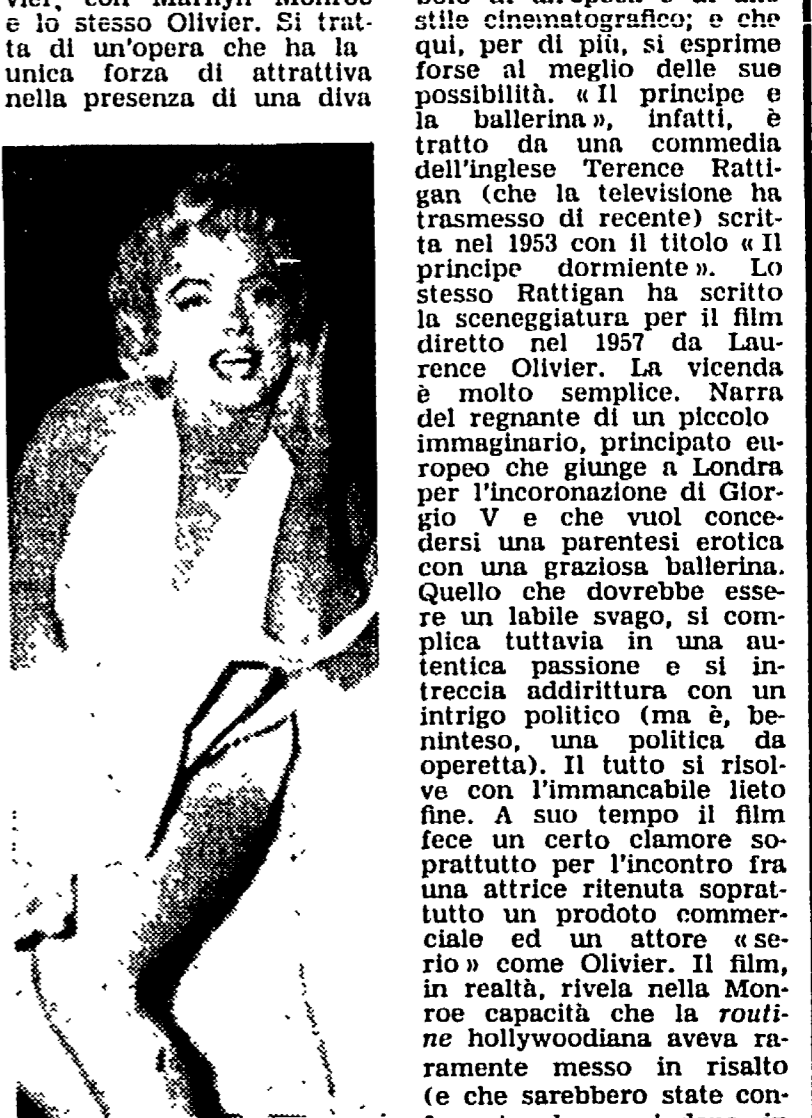 e lo stesso Olivier. Si trat-
ta di un'opera che ha la
unica forza di attrattiva
nella presenza di una diva
stile cinematografico; e che
qui, per di più, si esprime
forse al meglio delle sue
possibilità. « Il principe e
la ballerina », infatti, è
tratto da una commedia
dell'inglese Terence Ratti-
gan (che la televisione ha
trasmesso di recente) scrit-
ta nel 1953 con il titolo « Il
principe dormiente ». Lo
stesso Rattigan ha scritto
la sceneggiatura per il film
diretto nel 1957 da Lau-
rence Olivier. La vicenda
è molto semplice. Narra
del regnante di un piccolo
immaginario, principato eu-
ropeo che giunge a Londra
per l'incoronazione di Gior-
gio V e che vuol conce-
dersi una parentesi erotica
con una graziosa ballerina.
Quello che dovrebbe esse-
re un labile svago, si com-
plica tuttavia in una au-
tentica passione e si in-
treccia addirittura con un
intrigo politico (ma è, be-
ninteso, una politica da
operetta). Il tutto si risol-
ve con l'immancabile lieto
fine. A suo tempo il film
fece un certo clamore so-
prattutto per l'incontro fra
una attrice ritenuta soprat-
tutto un prodoto commer-
ciale ed un attore « se-
rio » come Olivier. Il film,
in realtà, rivela nella Mon-
roe capacità che la routi-
ne hollywoodiana aveva ra-
ramente messo in risalto
(e che sarebbero state con-